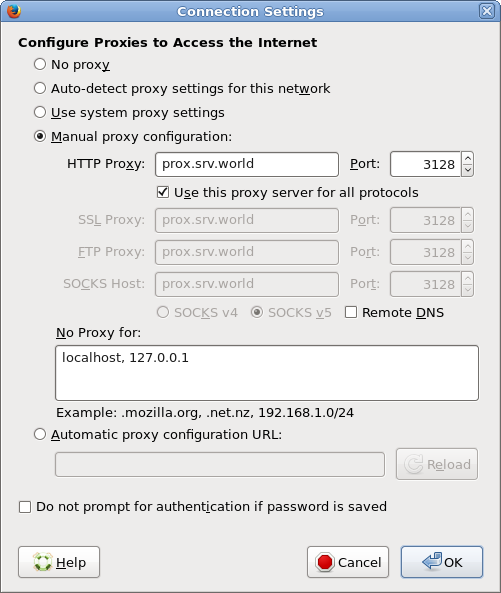 Connection Settings
Configure Proxies to Access the Internet
No proxy
Auto-detect proxy settings for this network
Use system proxy settings
Manual proxy configuration:
HTTP Proxy: prox.srv.world Port: 3128
Use this proxy server for all protocols
SSL Proxy: prox.srv.world Port: 3128
FTP Proxy: prox.srv.world Port: 3128
SOCKS Host: prox.srv.world Port: 3128
SOCKS v4 SOCKS v5 Remote DNS
No Proxy for:
localhost, 127.0.0.1
Example: .mozilla.org, .net.nz, 192.168.1.0/24
Automatic proxy configuration URL:
Reload
Do not prompt for authentication if password is saved
Help Cancel OK